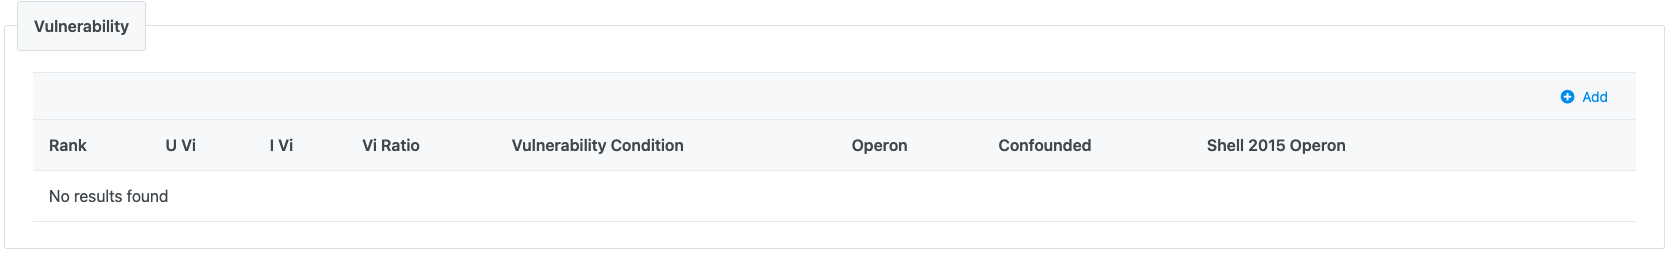 Vulnerability
Add
Rank U Vi I Vi Vi Ratio Vulnerability Condition Operon Confounded Shell 2015 Operon
No results found